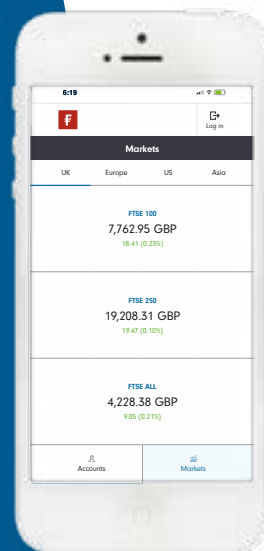 6:19
Log in
Markets
UK Europe US Asia
FTSE 100
7,762.95 GBP
18.41 (0.23%)
FTSE 250
19,208.31 GBP
19.47 (0.10%)
FTSE ALL
4,228.38 GBP
9.05 (0.21%)
Accounts Markets